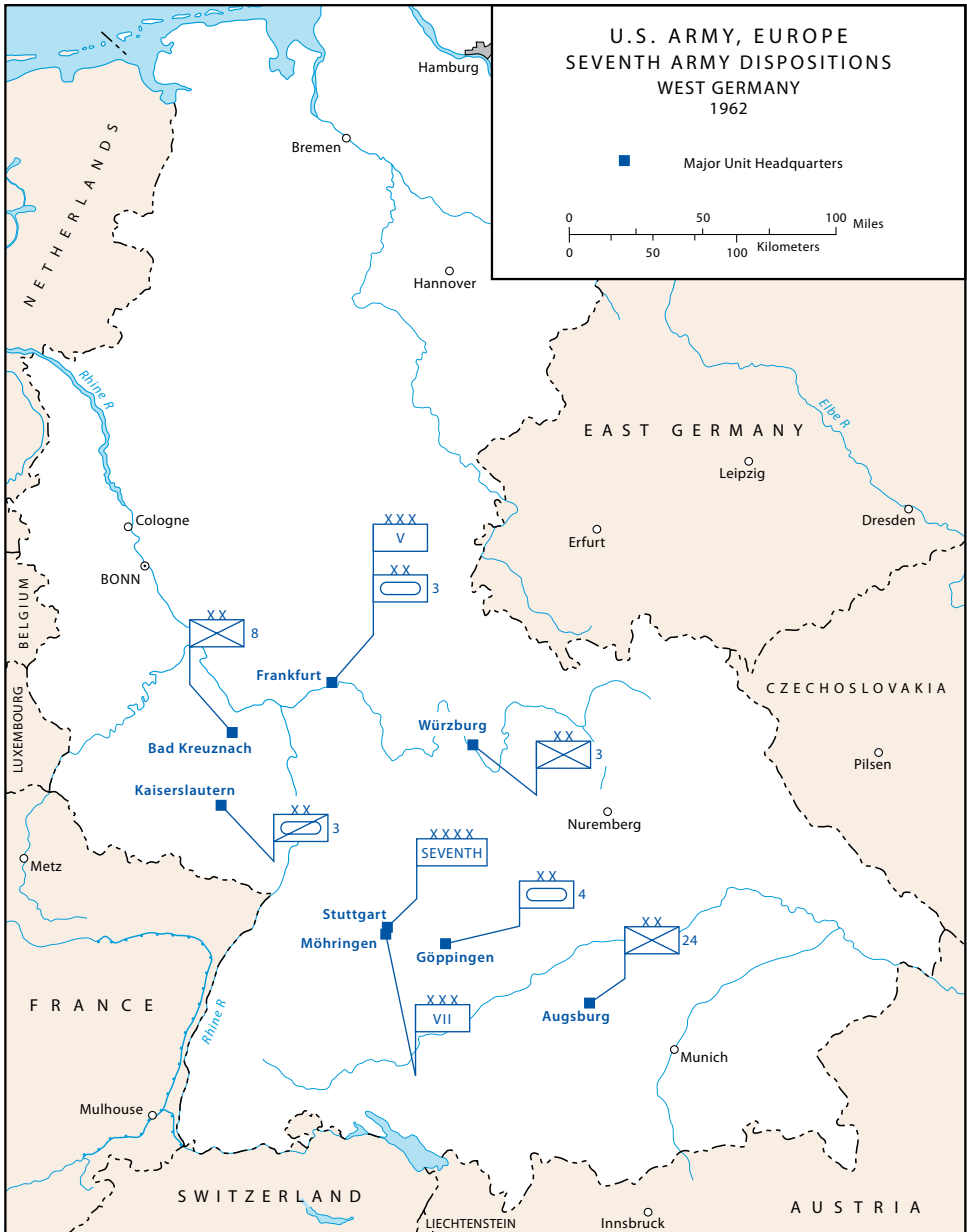 U.S. ARMY, EUROPE
SEVENTH ARMY DISPOSITIONS
WEST GERMANY
1962
Major Unit Headquarters
0 50 100 Miles
0 50 100 Kilometers
Hamburg
Bremen
NETHERLANDS
Hannover
Rhine R
Elbe R
EAST GERMANY
Leipzig
Cologne
Dresden
Erfurt
BONN
XXX
V
XX
3
BELGIUM
XX
8
Frankfurt
LUXEMBOURG
CZECHOSLOVAKIA
Würzburg
Bad Kreuznach
XX
3
Pilsen
Kaiserslautern
XX
3
Nuremberg
XXXX
SEVENTH
Metz
XX
4
Stuttgart
Möhringen
Göppingen
XX
24
FRANCE
Rhine R
XXX
VII
Augsburg
Munich
Mulhouse
SWITZERLAND
LIECHTENSTEIN
Innsbruck
AUSTRIA